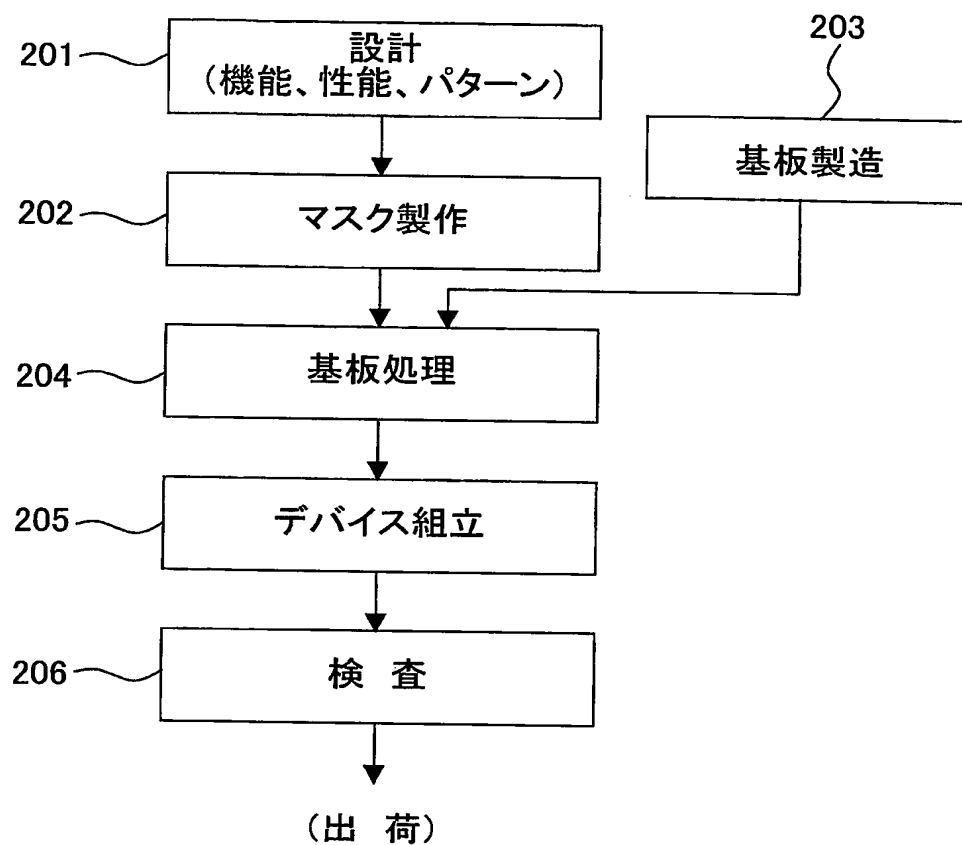 201
設計
(機能、性能、パターン)
203
基板製造
202
マスク製作
204
基板処理
205
デバイス組立
206
検 査
(出 荷)